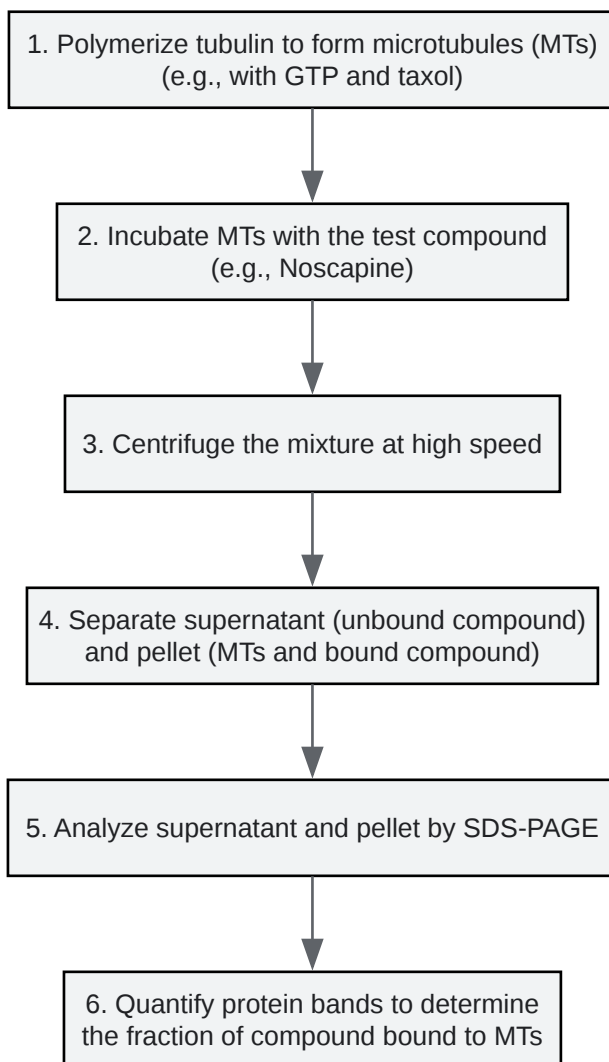 1. Polymerize tubulin to form microtubules (MTs)
(e.g., with GTP and taxol)
2. Incubate MTs with the test compound
(e.g., Noscapine)
3. Centrifuge the mixture at high speed
4. Separate supernatant (unbound compound)
and pellet (MTs and bound compound)
5. Analyze supernatant and pellet by SDS-PAGE
6. Quantify protein bands to determine
the fraction of compound bound to MTs